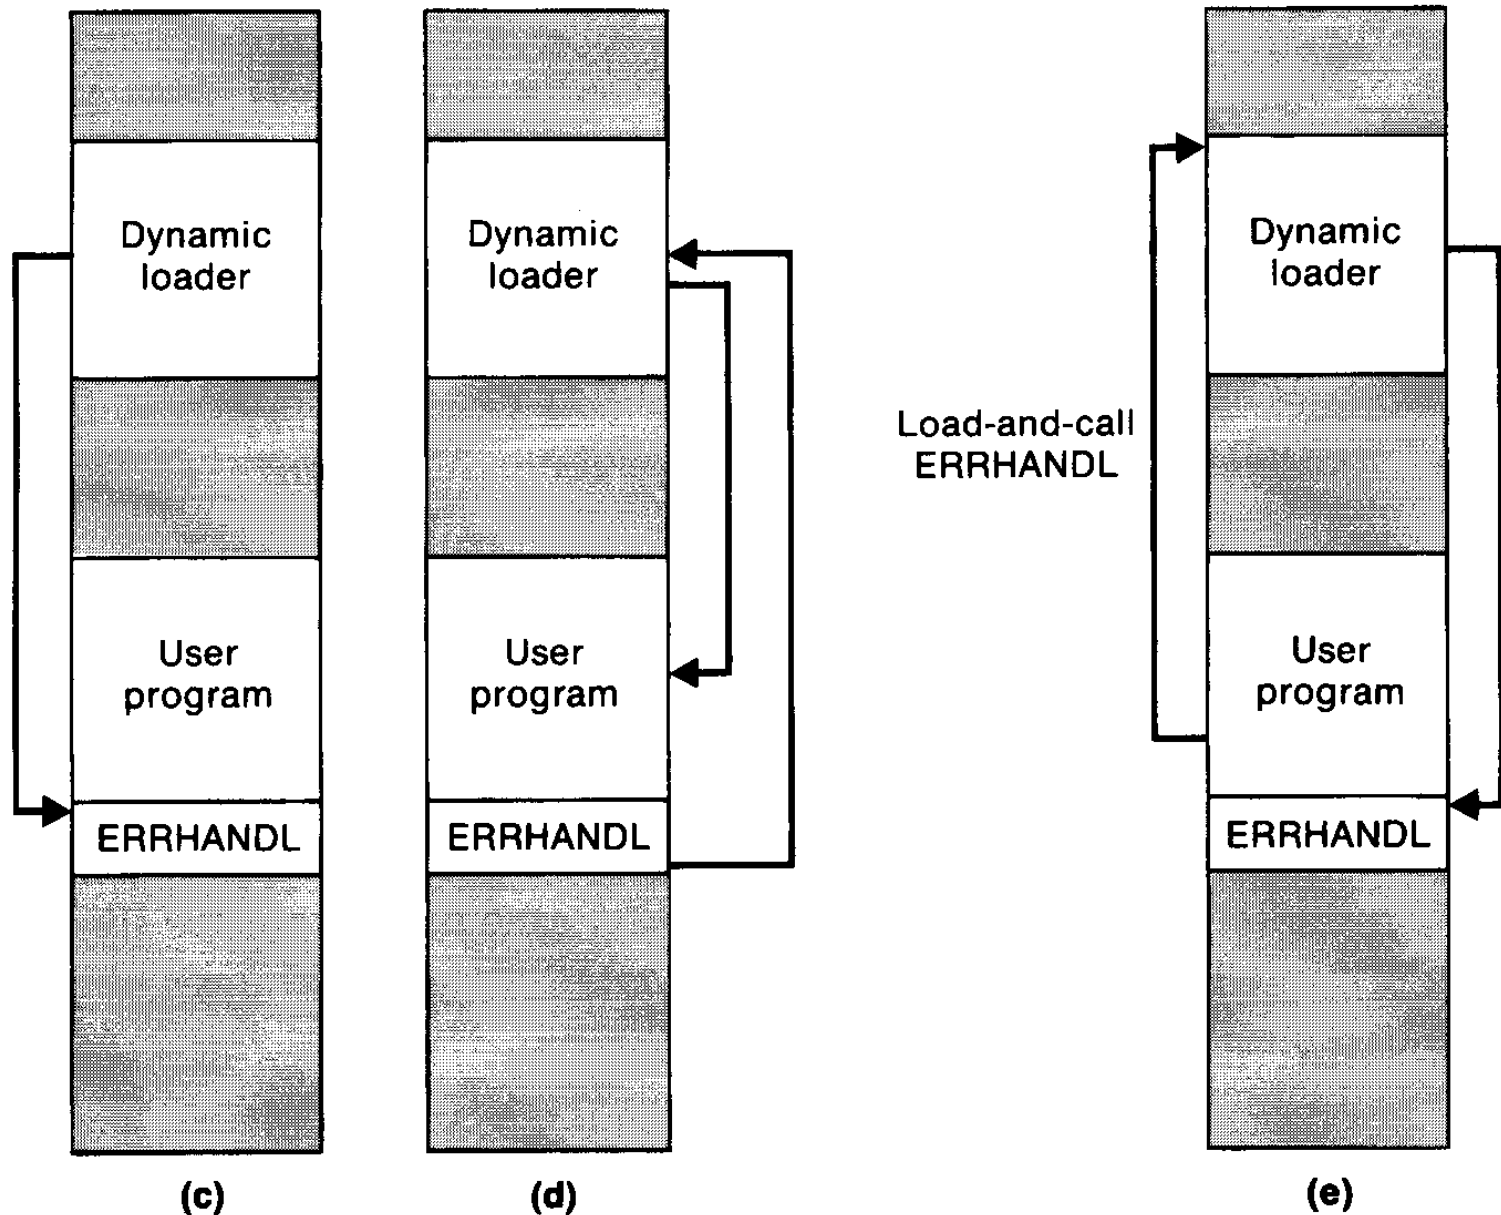 Dynamic
loader
User
program
ERRHANDL
(c)
Dynamic
loader
User
program
ERRHANDL
(d)
Load-and-call
ERRHANDL
Dynamic
loader
User
program
ERRHANDL
(e)